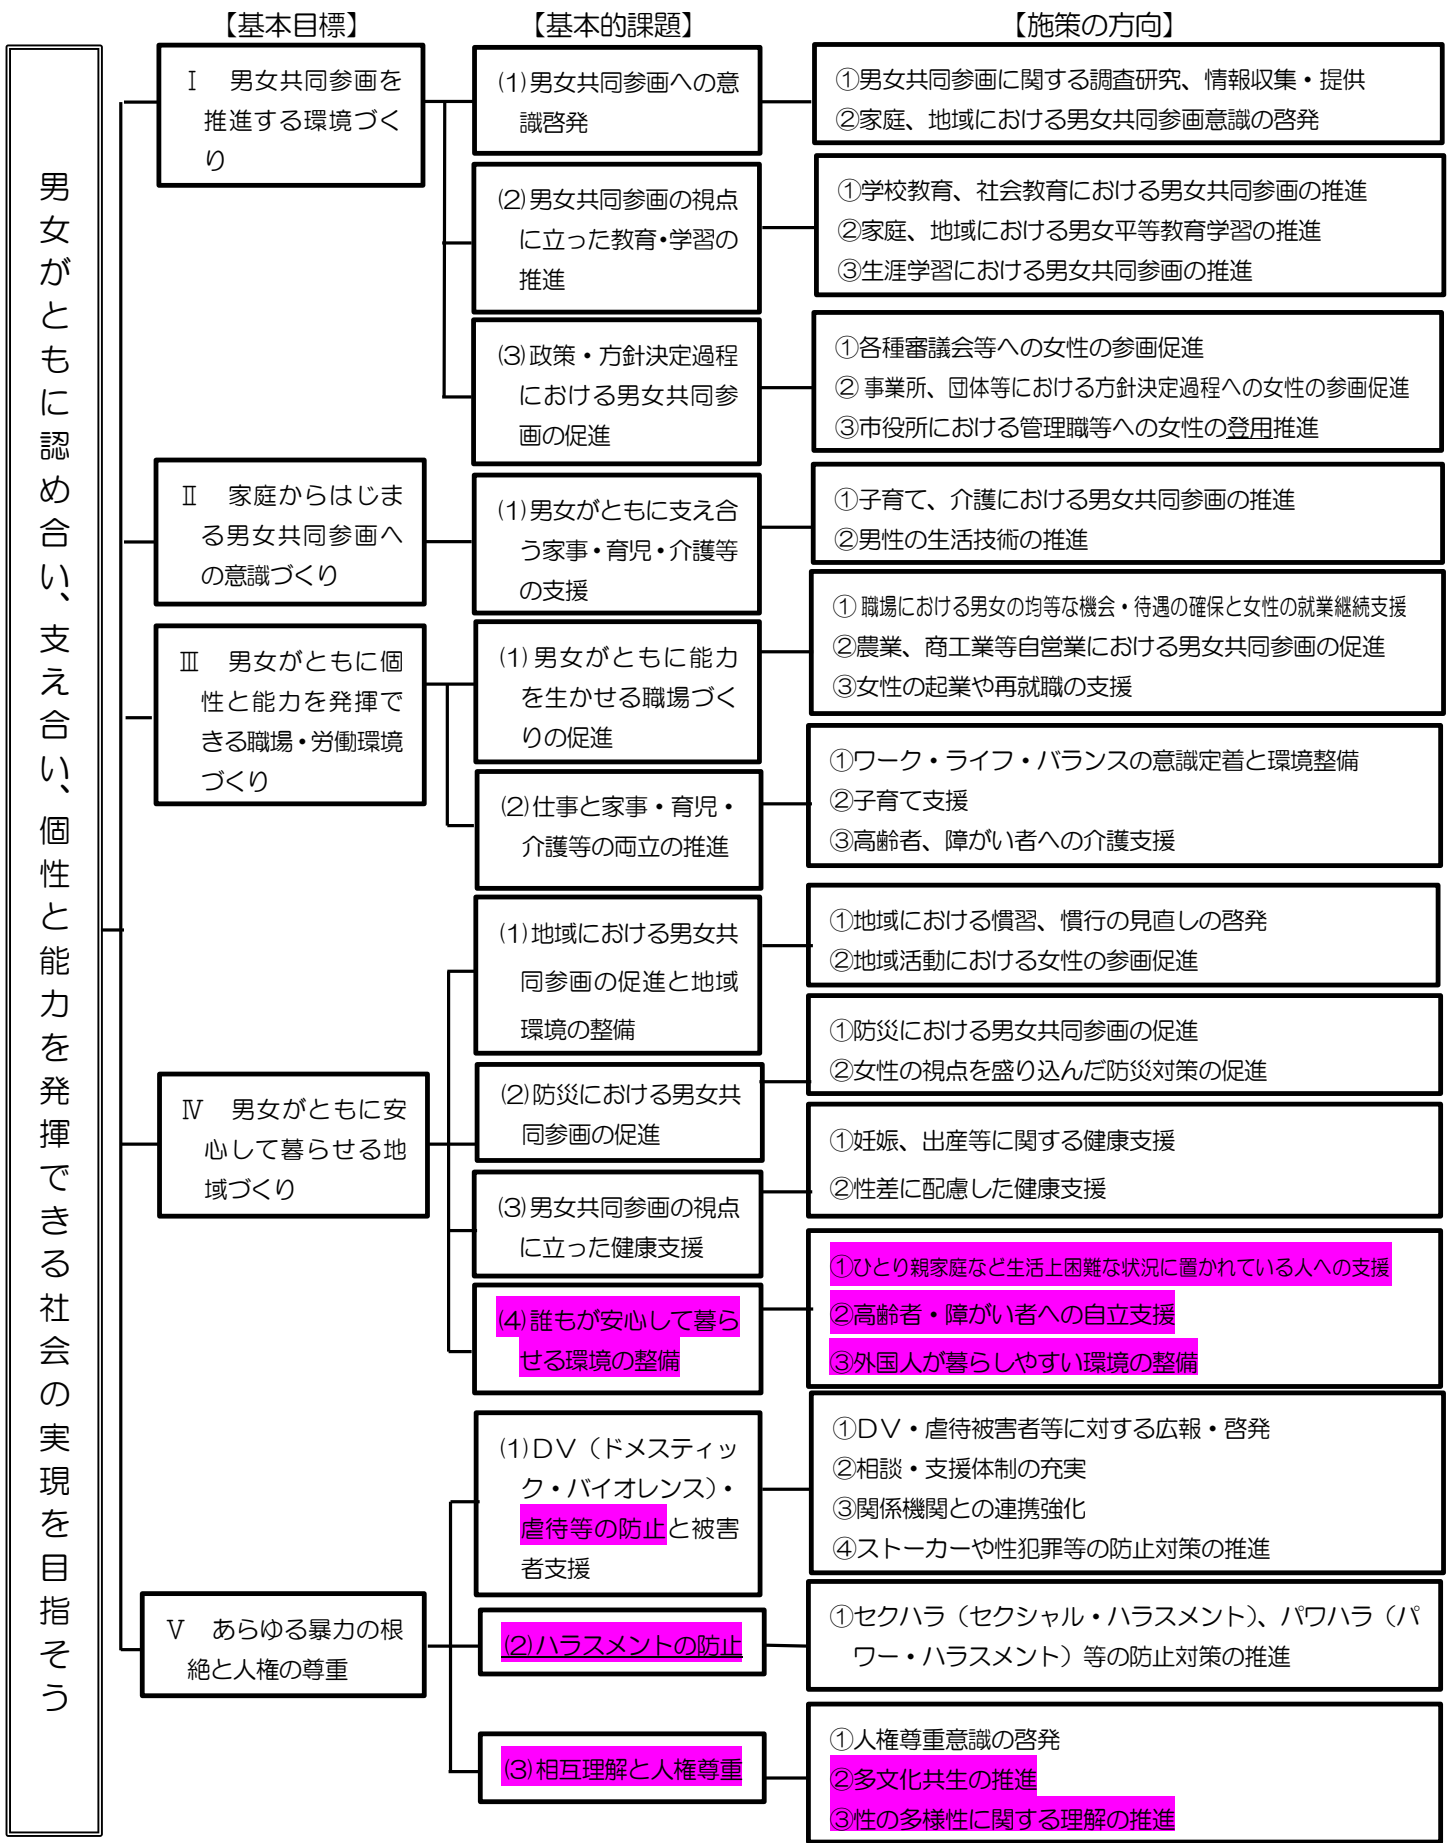 【基本目標】
【基本的課題】
【施策の方向】
男女がともに認め合い、支え合い、個性と能力を発揮できる社会の実現を目指そう
Ⅰ 男女共同参画を
推進する環境づく
り
(1)男女共同参画への意
識啓発
①男女共同参画に関する調査研究、情報収集・提供
②家庭、地域における男女共同参画意識の啓発
(2)男女共同参画の視点
に立った教育・学習の
推進
①学校教育、社会教育における男女共同参画の推進
②家庭、地域における男女平等教育学習の推進
③生涯学習における男女共同参画の推進
(3)政策・方針決定過程
における男女共同参
画の促進
①各種審議会等への女性の参画促進
②事業所、団体等における方針決定過程への女性の参画促進
③市役所における管理職等への女性の登用推進
Ⅱ 家庭からはじま
る男女共同参画へ
の意識づくり
(1)男女がともに支え合
う家事・育児・介護等
の支援
①子育て、介護における男女共同参画の推進
②男性の生活技術の推進
Ⅲ 男女がともに個
性と能力を発揮で
きる職場・労働環境
づくり
(1)男女がともに能力
を生かせる職場づく
りの促進
①職場における男女の均等な機会・待遇の確保と女性の就業継続支援
②農業、商工業等自営業における男女共同参画の促進
③女性の起業や再就職の支援
(2)仕事と家事・育児・
介護等の両立の推進
①ワーク・ライフ・バランスの意識定着と環境整備
②子育て支援
③高齢者、障がい者への介護支援
Ⅳ 男女がともに安
心して暮らせる地
域づくり
(1)地域における男女共
同参画の促進と地域
環境の整備
①地域における慣習、慣行の見直しの啓発
②地域活動における女性の参画促進
(2)防災における男女共
同参画の促進
①防災における男女共同参画の促進
②女性の視点を盛り込んだ防災対策の促進
(3)男女共同参画の視点
に立った健康支援
①妊娠、出産等に関する健康支援
②性差に配慮した健康支援
(4)誰もが安心して暮ら
せる環境の整備
①ひとり親家庭など生活上困難な状況に置かれている人への支援
②高齢者・障がい者への自立支援
③外国人が暮らしやすい環境の整備
Ⅴ あらゆる暴力の根
絶と人権の尊重
(1)DV（ドメスティッ
ク・バイオレンス）・
虐待等の防止と被害
者支援
①DV・虐待被害者等に対する広報・啓発
②相談・支援体制の充実
③関係機関との連携強化
④ストーカーや性犯罪等の防止対策の推進
(2)ハラスメントの防止
①セクハラ（セクシャル・ハラスメント）、パワハラ（パ
ワー・ハラスメント）等の防止対策の推進
(3)相互理解と人権尊重
①人権尊重意識の啓発
②多文化共生の推進
③性の多様性に関する理解の推進